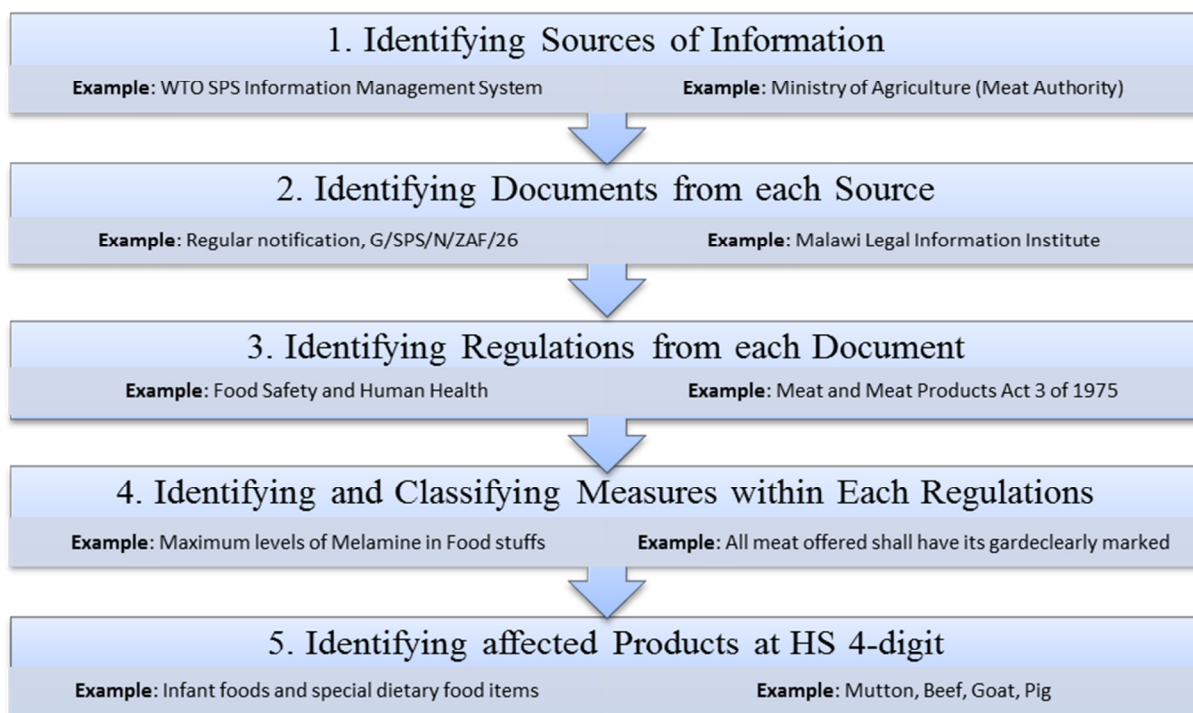 1. Identifying Sources of Information
Example: WTO SPS Information Management System
Example: Ministry of Agriculture (Meat Authority)
2. Identifying Documents from each Source
Example: Regular notification, G/SPS/N/ZAF/26
Example: Malawi Legal Information Institute
3. Identifying Regulations from each Document
Example: Food Safety and Human Health
Example: Meat and Meat Products Act 3 of 1975
4. Identifying and Classifying Measures within Each Regulations
Example: Maximum levels of Melamine in Food stuffs
Example: All meat offered shall have its gardeclearly marked
5. Identifying affected Products at HS 4-digit
Example: Infant foods and special dietary food items
Example: Mutton, Beef, Goat, Pig